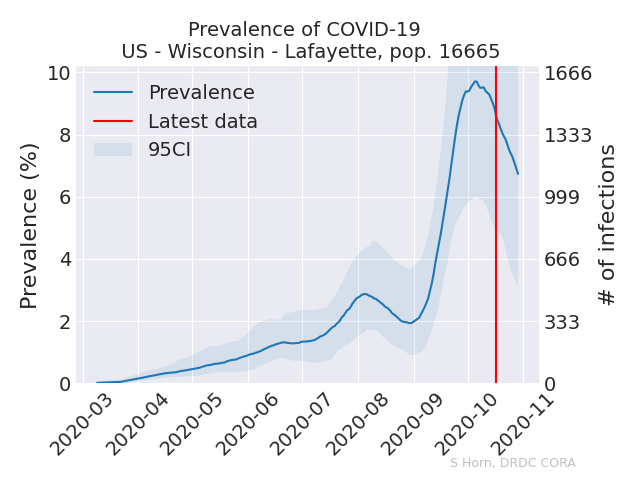 Prevalence of COVID-19
US - Wisconsin - Lafayette, pop. 16665
Prevalence (%)
10
8
6
4
2
0
Prevalence
Latest data
95CI
1666
1333
999
666
333
0
# of infections
2020-03
2020-04
2020-05
2020-06
2020-07
2020-08
2020-09
2020-10
2020-11
S Horn, DRDC CORA